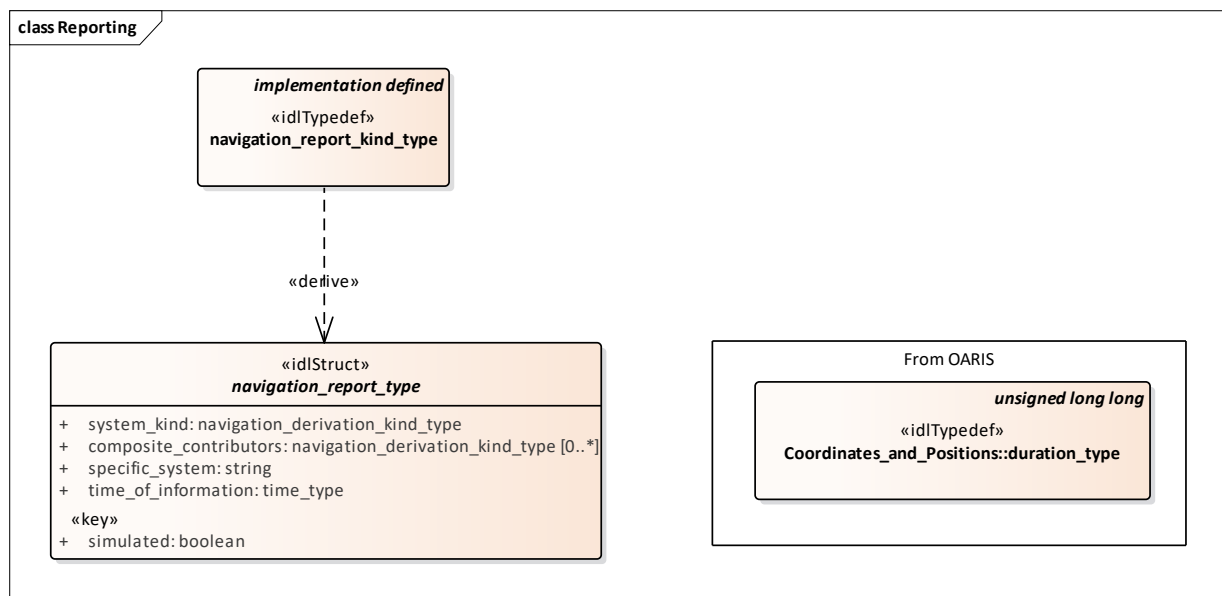 class Reporting
implementation defined
«idlTypedef»
navigation_report_kind_type
«derive»
«idlStruct»
navigation_report_type
+ system_kind: navigation_derivation_kind_type
+ composite_contributors: navigation_derivation_kind_type [0..*]
+ specific_system: string
+ time_of_information: time_type
«key»
+ simulated: boolean
From OARIS
unsigned long long
«idlTypedef»
Coordinates_and_Positions::duration_type